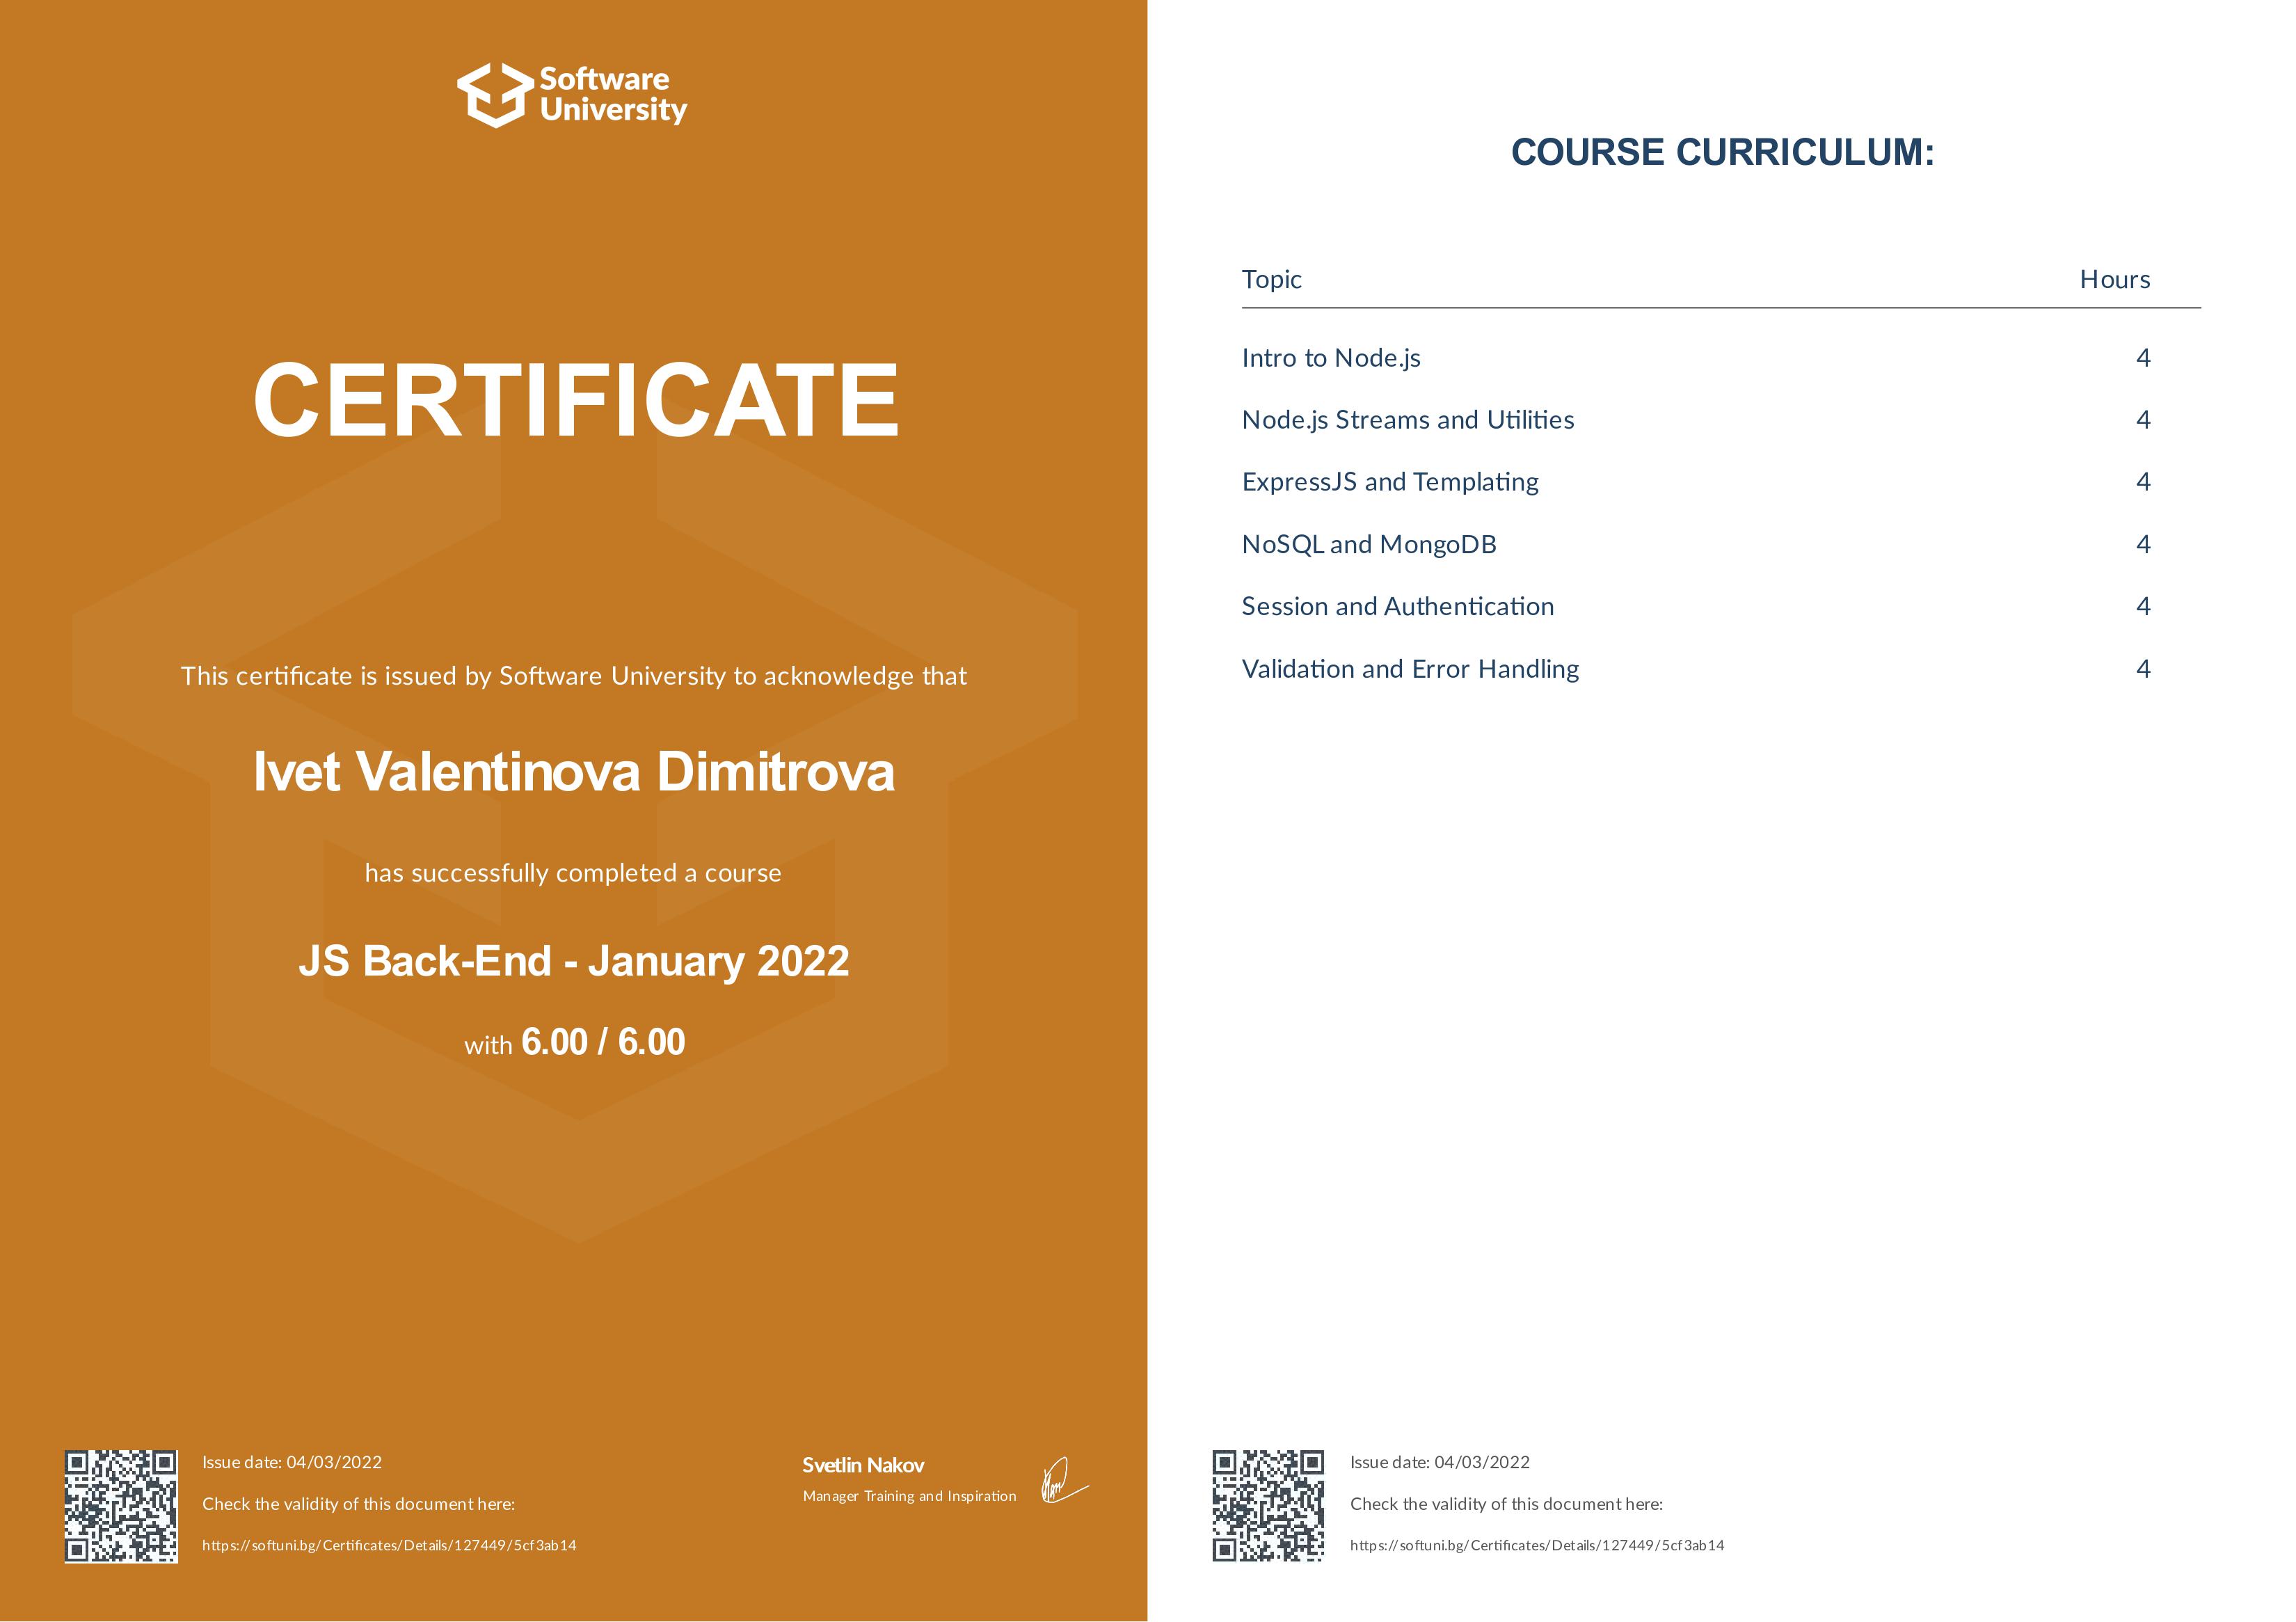 Software
University
CERTIFICATE
This certificate is issued by Software University to acknowledge that
Ivet Valentinova Dimitrova
has successfully completed a course
JS Back-End - January 2022
with 6.00 / 6.00
Issue date: 04/03/2022
Check the validity of this document here:
https://softuni.bg/Certificates/Details/127449/5cf3ab14
Svetlin Nakov
Manager Training and Inspiration
COURSE CURRICULUM:
Topic Hours
Intro to Node.js 4
Node.js Streams and Utilities 4
ExpressJS and Templating 4
NoSQL and MongoDB 4
Session and Authentication 4
Validation and Error Handling 4
Issue date: 04/03/2022
Check the validity of this document here:
https://softuni.bg/Certificates/Details/127449/5cf3ab14